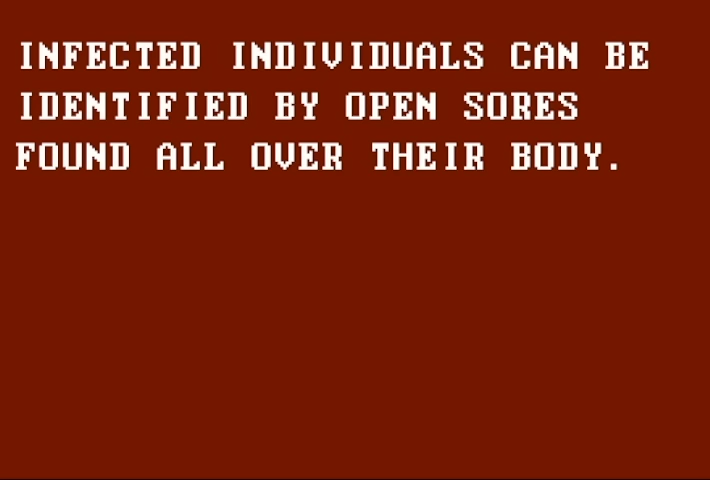 INFECTED INDIVIDUALS CAN BE
IDENTIFIED BY OPEN SORES
FOUND ALL OVER THEIR BODY.